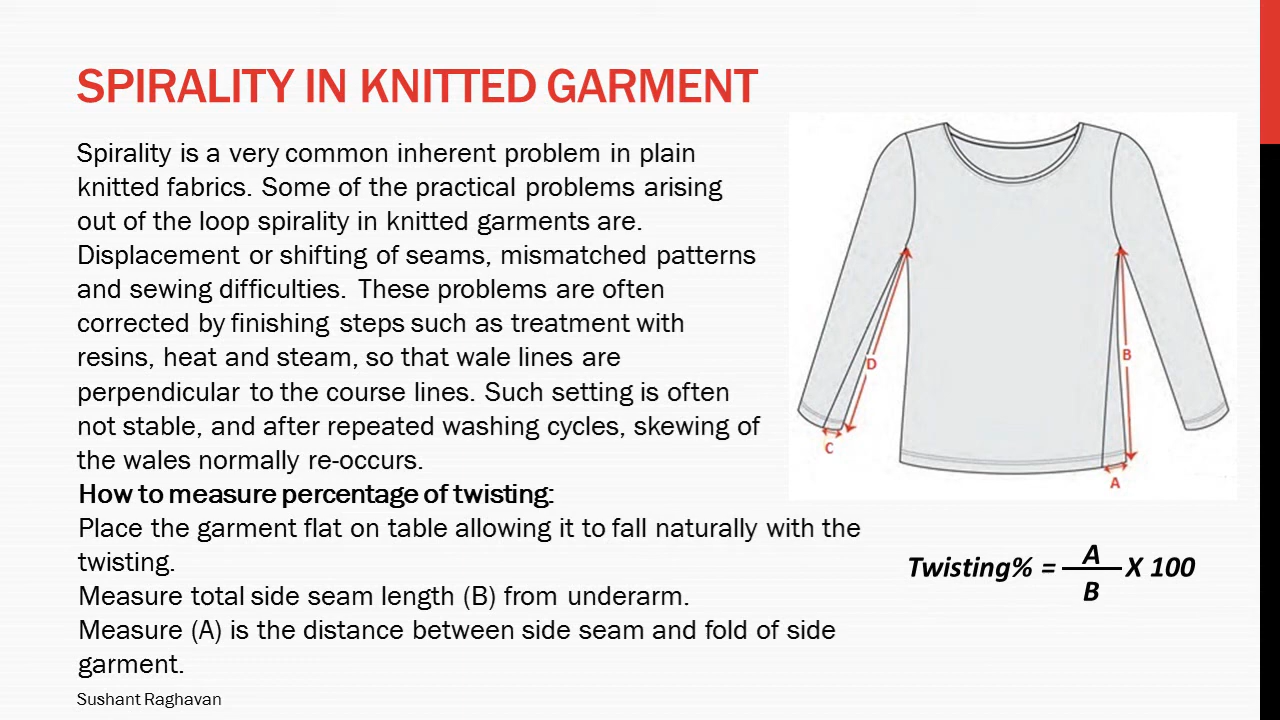 SPIRALITY IN KNITTED GARMENT
Spirality is a very common inherent problem in plain
knitted fabrics. Some of the practical problems arising
out of the loop spirality in knitted garments are.
Displacement or shifting of seams, mismatched patterns
and sewing difficulties. These problems are often
corrected by finishing steps such as treatment with
resins, heat and steam, so that wale lines are
perpendicular to the course lines. Such setting is often
not stable, and after repeated washing cycles, skewing of
the wales normally re-occurs.
How to measure percentage of twisting:
Place the garment flat on table allowing it to fall naturally with the
twisting.
Measure total side seam length (B) from underarm.
Measure (A) is the distance between side seam and fold of side
garment.
Sushant Raghavan
D
B
C
A
Twisting% = A
B
X 100